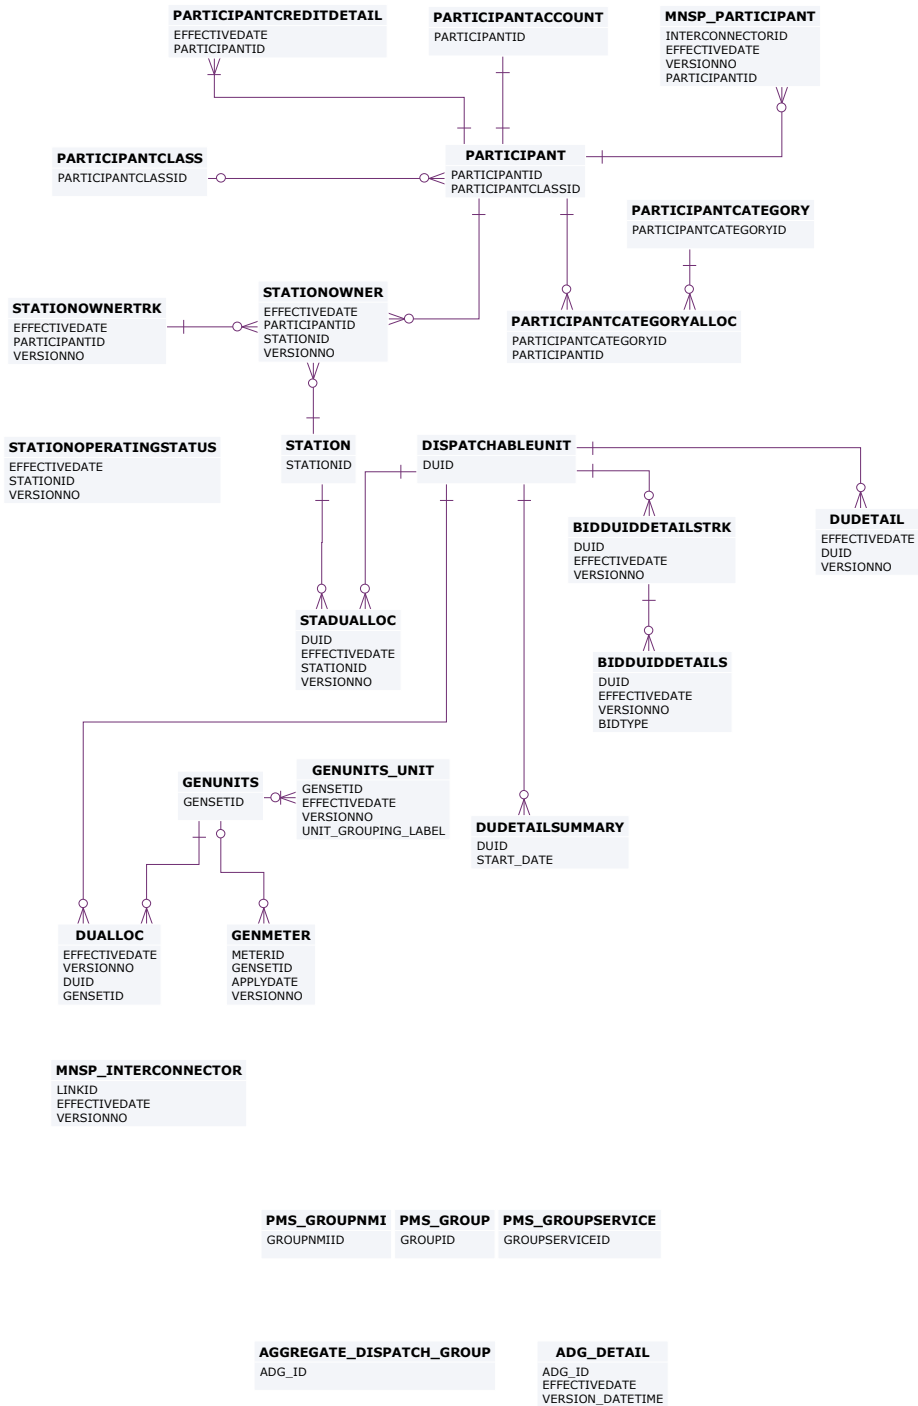 PARTICIPANTCREDITDETAIL
EFFECTIVEDATE
PARTICIPANTID
PARTICIPANTACCOUNT
PARTICIPANTID
MNSP_PARTICIPANT
INTERCONNECTORID
EFFECTIVEDATE
VERSIONNO
PARTICIPANTID
PARTICIPANTCLASS
PARTICIPANTCLASSID
PARTICIPANT
PARTICIPANTID
PARTICIPANTCLASSID
PARTICIPANTCATEGORY
PARTICIPANTCATEGORYID
STATIONOWNERTRK
EFFECTIVEDATE
PARTICIPANTID
VERSIONNO
STATIONOWNER
EFFECTIVEDATE
PARTICIPANTID
STATIONID
VERSIONNO
PARTICIPANTCATEGORYALLOC
PARTICIPANTCATEGORYID
PARTICIPANTID
STATIONOPERATINGSTATUS
EFFECTIVEDATE
STATIONID
VERSIONNO
STATION
STATIONID
DISPATCHABLEUNIT
DUID
BIDDUIDDETAILSTRK
DUID
EFFECTIVEDATE
VERSIONNO
DUDETAIL
EFFECTIVEDATE
DUID
VERSIONNO
STADUALLOC
DUID
EFFECTIVEDATE
STATIONID
VERSIONNO
BIDDUIDDETAILS
DUID
EFFECTIVEDATE
VERSIONNO
BIDTYPE
GENUNITS
GENSETID
GENUNITS_UNIT
GENSETID
EFFECTIVEDATE
VERSIONNO
UNIT_GROUPING_LABEL
DUDETAILSUMMARY
DUID
START_DATE
DUALLOC
EFFECTIVEDATE
VERSIONNO
DUID
GENSETID
GENMETER
METERID
GENSETID
APPLYDATE
VERSIONNO
MNSP_INTERCONNECTOR
LINKID
EFFECTIVEDATE
VERSIONNO
PMS_GROUPNMI
GROUPNMIID
PMS_GROUP
GROUPID
PMS_GROUPSERVICE
GROUPSERVICEID
AGGREGATE_DISPATCH_GROUP
ADG_ID
ADG_DETAIL
ADG_ID
EFFECTIVEDATE
VERSION_DATETIME